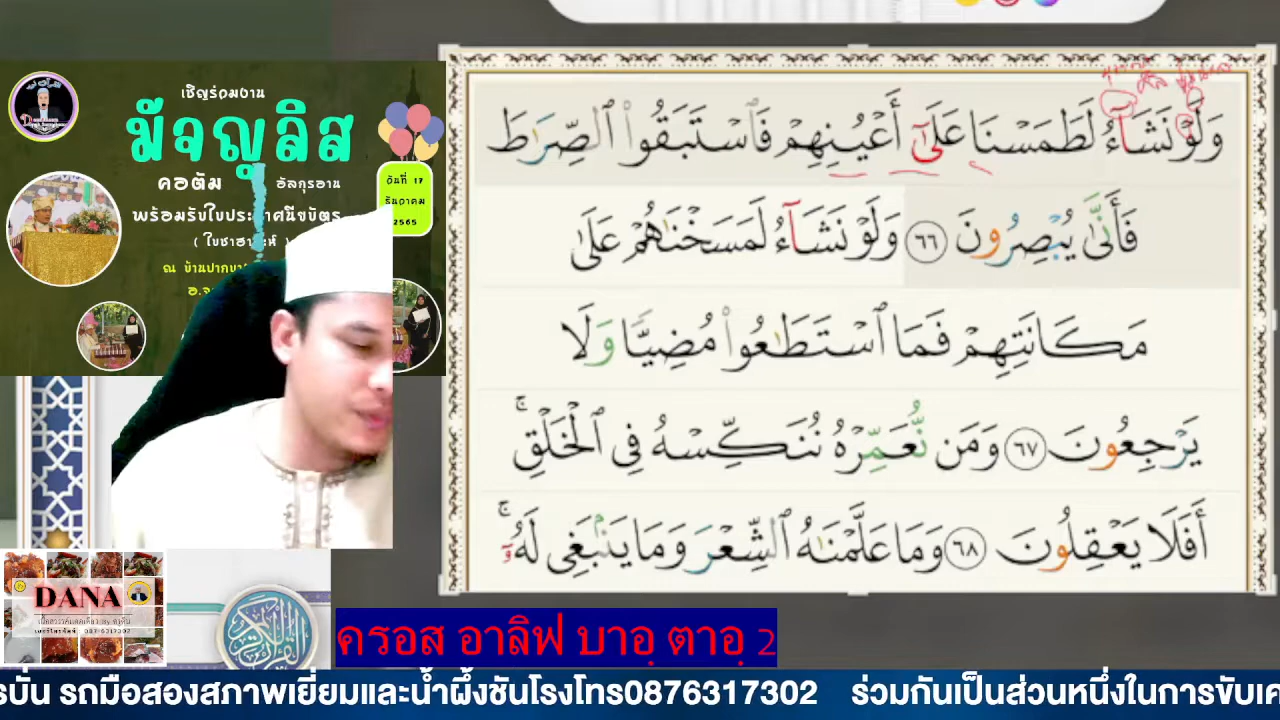 เชิญร่วมงาน
มัจญลิส
คอตัม อัลกุรอาน
พร้อมรับใบประกาศนียบัตร
วันที่ 17
ธันวาคม
2565
وَلَوْ نَشَآءُ لَطَمَسْنَا عَلَىٰٓ أَعْيُنِهِمْ فَٱسْتَبَقُوا۟ ٱلصِّرَٰطَ
فَأَنَّىٰ يُبْصِرُونَ ٦٦ وَلَوْ نَشَآءُ لَمَسَخْنَٰهُمْ عَلَىٰ
مَكَانَتِهِمْ فَمَا ٱسْتَطَٰعُوا۟ مُضِيًّا وَلَا
يَرْجِعُونَ ٦٧ وَمَن نُّعَمِّرْهُ نُنَكِّسْهُ فِى ٱلْخَلْقِ ۚ
أَفَلَا يَعْقِلُونَ ٦٨ وَمَا عَلَّمْنَٰهُ ٱلشِّعْرَ وَمَا يَنۢبَغِى لَهُۥٓ ۚ
DANA
ครอส อาลิฟ บาอฺ ตาอฺ 2
รบั่น รถมือสองสภาพเยี่ยมและน้ำผึ้งชันโรงโทร0876317302 ร่วมกันเป็นส่วนหนึ่งในการขับเค